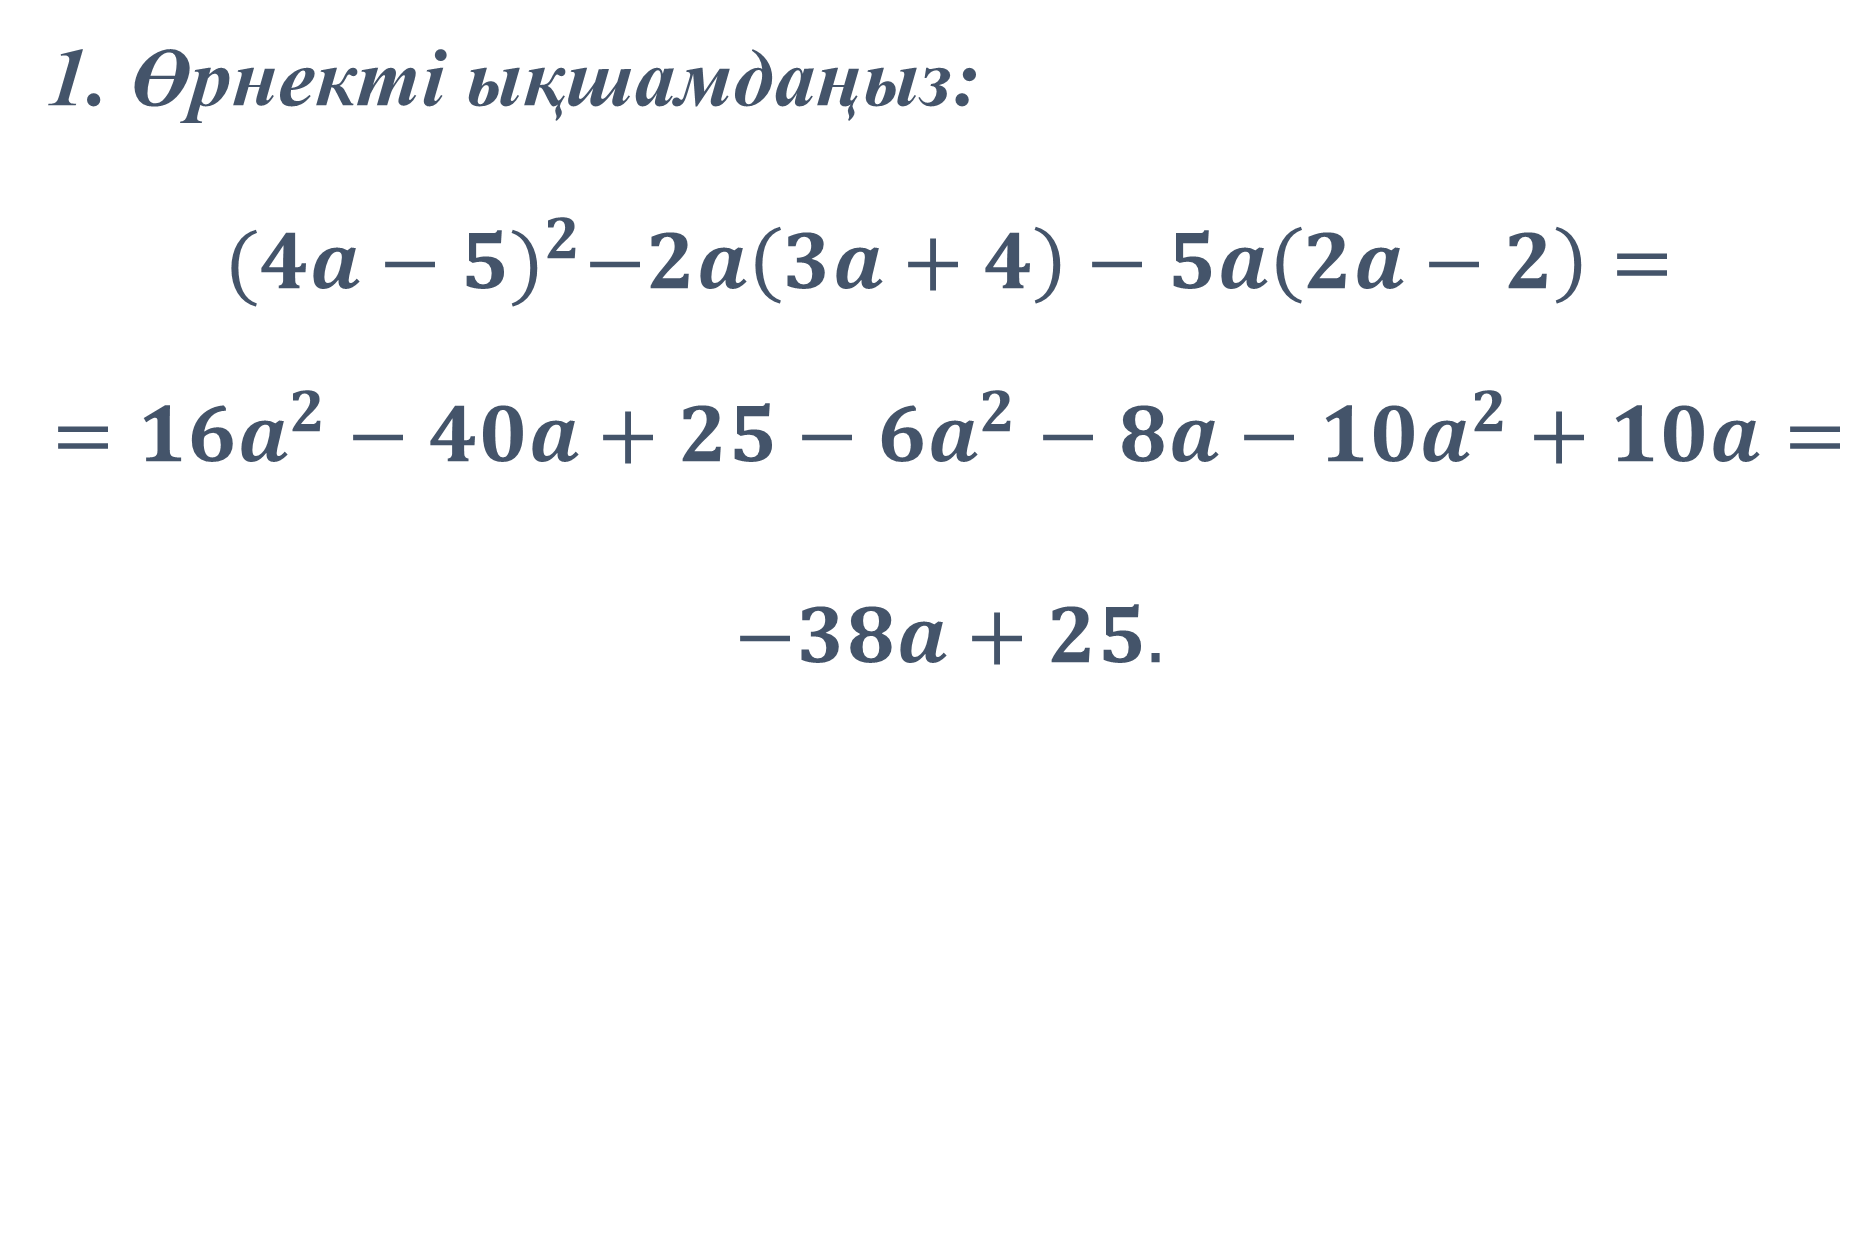 1. Өрнекті ықшамдаңыз:
(4a − 5)²−2a(3a + 4) − 5a(2a − 2) =
= 16a² − 40a + 25 − 6a² − 8a − 10a² + 10a =
−38a + 25.